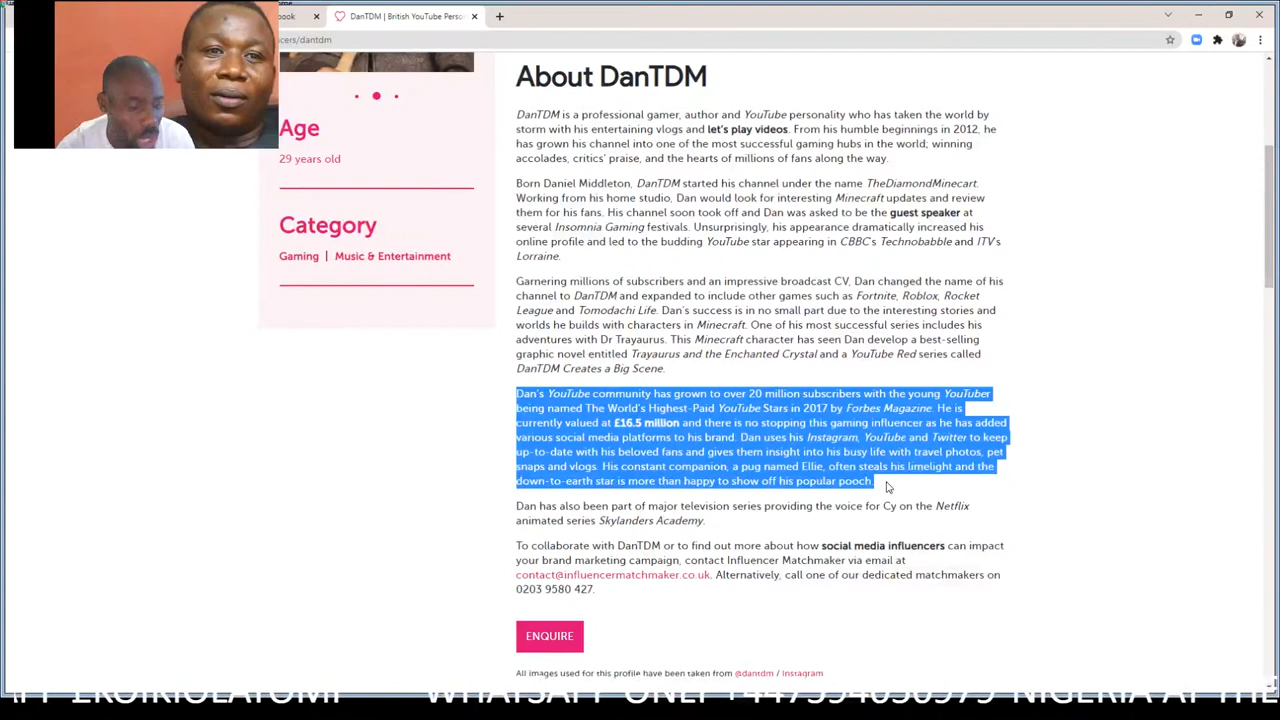 book
DanTDM | British YouTube Perso
cers/dantdm
About DanTDM
DanTDM is a professional gamer, author and YouTube personality who has taken the world by
storm with his entertaining vlogs and let's play videos. From his humble beginnings in 2012, he
has grown his channel into one of the most successful gaming hubs in the world; winning
accolades, critics' praise, and the hearts of millions of fans along the way.
Age
29 years old
Category
Gaming | Music & Entertainment
Born Daniel Middleton, DanTDM started his channel under the name TheDiamondMinecart.
Working from his home studio, Dan would look for interesting Minecraft updates and review
them for his fans. His channel soon took off and Dan was asked to be the guest speaker at
several Insomnia Gaming festivals. Unsurprisingly, his appearance dramatically increased his
online profile and led to the budding YouTube star appearing in CBBC's Technobabble and ITV's
Lorraine.
Garnering millions of subscribers and an impressive broadcast CV, Dan changed the name of his
channel to DanTDM and expanded to include other games such as Fortnite, Roblox, Rocket
League and Tomodachi Life. Dan's success is in no small part due to the interesting stories and
worlds he builds with characters in Minecraft. One of his most successful series includes his
adventures with Dr Trayaurus. This Minecraft character has seen Dan develop a best-selling
graphic novel entitled Trayaurus and the Enchanted Crystal and a YouTube Red series called
DanTDM Creates a Big Scene.
Dan's YouTube community has grown to over 20 million subscribers with the young YouTuber
being named The World's Highest-Paid YouTube Stars in 2017 by Forbes Magazine. He is
currently valued at £16.5 million and there is no stopping this gaming influencer as he has added
various social media platforms to his brand. Dan uses his Instagram, YouTube and Twitter to keep
up-to-date with his beloved fans and gives them insight into his busy life with travel photos, pet
snaps and vlogs. His constant companion, a pug named Ellie, often steals his limelight and the
down-to-earth star is more than happy to show off his popular pooch.
Dan has also been part of major television series providing the voice for Cy on the Netflix
animated series Skylanders Academy.
To collaborate with DanTDM or to find out more about how social media influencers can impact
your brand marketing campaign, contact Influencer Matchmaker via email at
contact@influencermatchmaker.co.uk. Alternatively, call one of our dedicated matchmakers on
0203 9580 427.
ENQUIRE
All images used for this profile have been taken from @dantdm / Instagram
NIGERIA AT THE